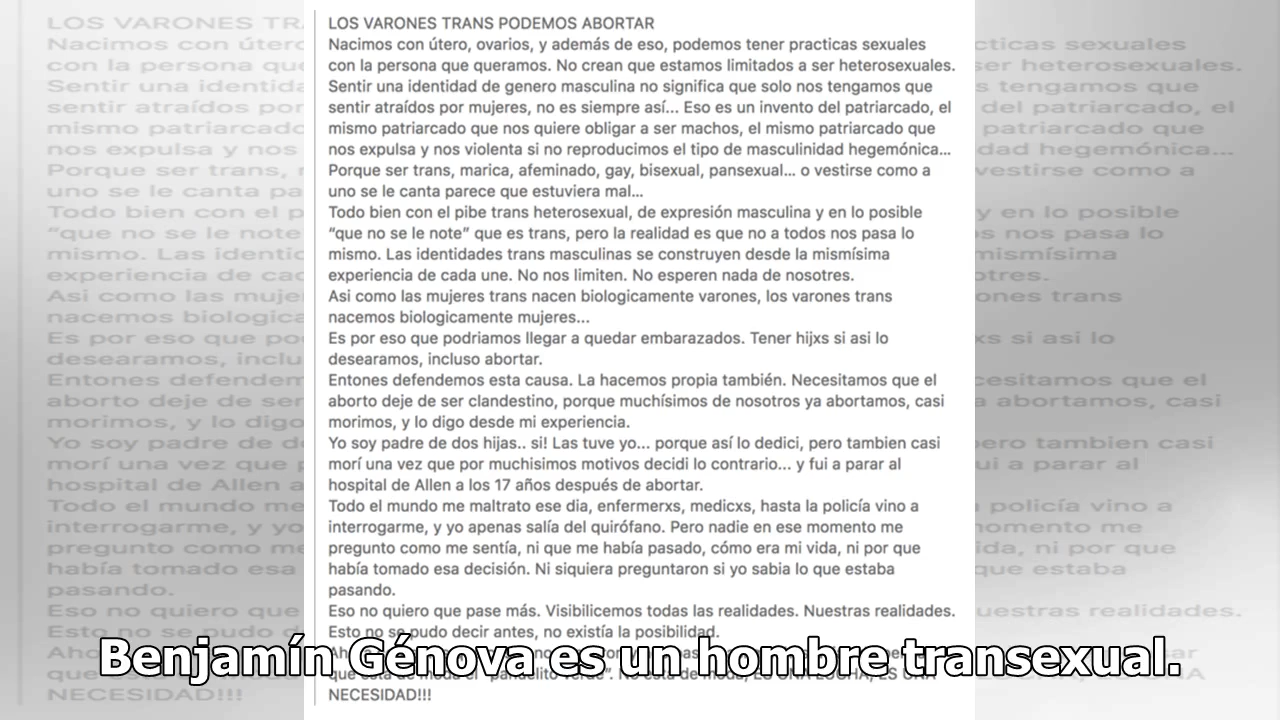 LOS VARONES TRANS PODEMOS ABORTAR
Nacimos con útero, ovarios, y además de eso, podemos tener practicas sexuales
con la persona que queramos. No crean que estamos limitados a ser heterosexuales.
Sentir una identidad de genero masculina no significa que solo nos tengamos que
sentir atraídos por mujeres, no es siempre así... Eso es un invento del patriarcado, el
mismo patriarcado que nos quiere obligar a ser machos, el mismo patriarcado que
nos expulsa y nos violenta si no reproducimos el tipo de masculinidad hegemónica...
Porque ser trans, marica, afeminado, gay, bisexual, pansexual... o vestirse como a
uno se le canta parece que estuviera mal...
Todo bien con el pibe trans heterosexual, de expresión masculina y en lo posible
“que no se le note” que es trans, pero la realidad es que no a todos nos pasa lo
mismo. Las identidades trans masculinas se construyen desde la mismísima
experiencia de cada une. No nos limiten. No esperen nada de nosotres.
Asi como las mujeres trans nacen biologicamente varones, los varones trans
nacemos biologicamente mujeres...
Es por eso que podriamos llegar a quedar embarazados. Tener hijxs si asi lo
desearamos, incluso abortar.
Entones defendemos esta causa. La hacemos propia también. Necesitamos que el
aborto deje de ser clandestino, porque muchísimos de nosotros ya abortamos, casi
morimos, y lo digo desde mi experiencia.
Yo soy padre de dos hijas.. si! Las tuve yo... porque así lo dedici, pero tambien casi
morí una vez que por muchisimos motivos decidi lo contrario... y fui a parar al
hospital de Allen a los 17 años después de abortar.
Todo el mundo me maltrato ese dia, enfermerxs, medicxs, hasta la policía vino a
interrogarme, y yo apenas salía del quirófano. Pero nadie en ese momento me
pregunto como me sentía, ni que me había pasado, cómo era mi vida, ni por que
había tomado esa decisión. Ni siquiera preguntaron si yo sabia lo que estaba
pasando.
Eso no quiero que pase más. Visibilicemos todas las realidades. Nuestras realidades.
Esto no se pudo decir antes, no existía la posibilidad.
Benjamín Génova es un hombre transexual.
NECESIDAD!!!